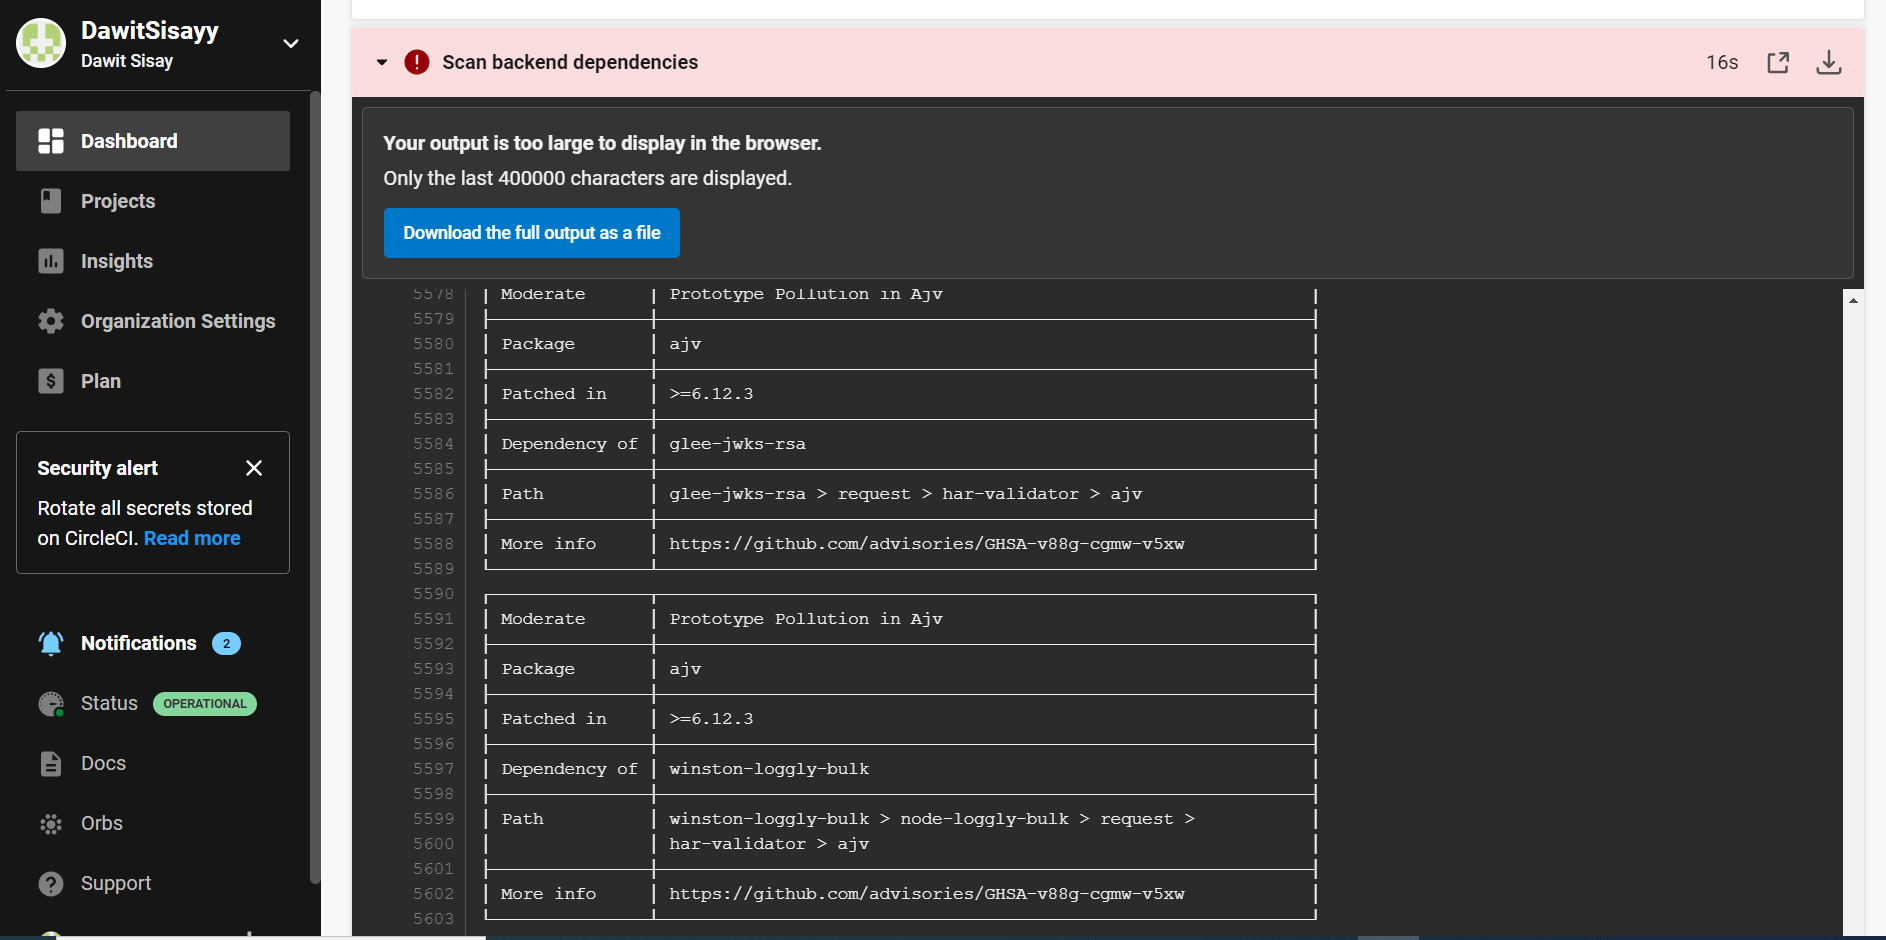 DawitSisayy
Dawit Sisay
Dashboard
Projects
Insights
Organization Settings
Plan
Security alert
Rotate all secrets stored
on CircleCI. Read more
Notifications 2
Status OPERATIONAL
Docs
Orbs
Support
Scan backend dependencies 16s
Your output is too large to display in the browser.
Only the last 400000 characters are displayed.
Download the full output as a file
5578 Moderate Prototype Pollution in Ajv
5579
5580 Package ajv
5581
5582 Patched in >=6.12.3
5583
5584 Dependency of glee-jwks-rsa
5585
5586 Path glee-jwks-rsa > request > har-validator > ajv
5587
5588 More info https://github.com/advisories/GHSA-v88g-cgmw-v5xw
5589
5590
5591 Moderate Prototype Pollution in Ajv
5592
5593 Package ajv
5594
5595 Patched in >=6.12.3
5596
5597 Dependency of winston-loggly-bulk
5598
5599 Path winston-loggly-bulk > node-loggly-bulk > request >
5600 har-validator > ajv
5601
5602 More info https://github.com/advisories/GHSA-v88g-cgmw-v5xw
5603